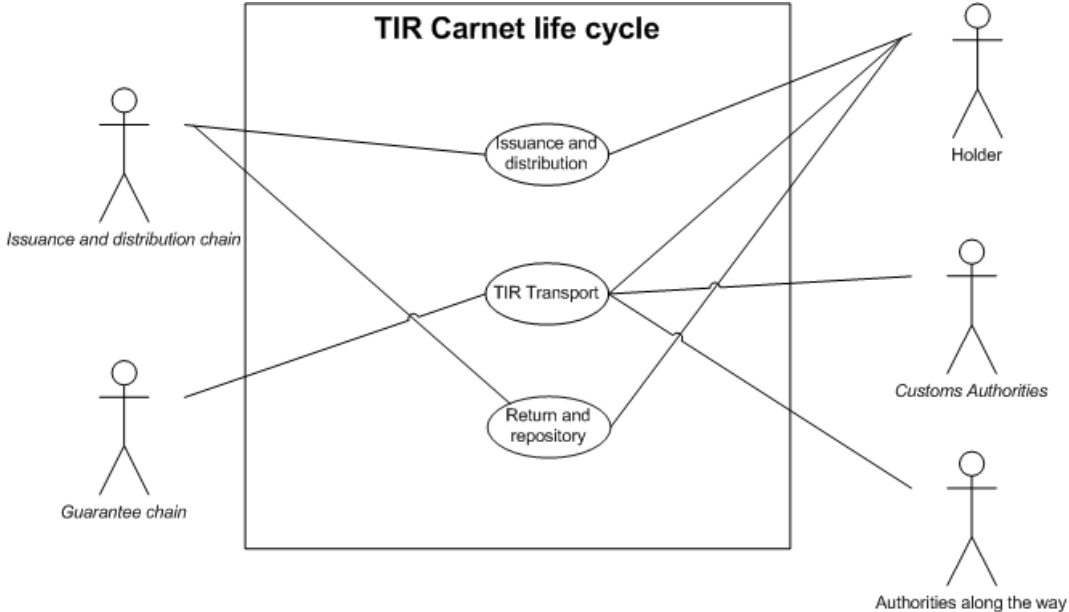 TIR Carnet life cycle
Issuance and
distribution
Holder
Issuance and distribution chain
TIR Transport
Customs Authorities
Return and
repository
Guarantee chain
Authorities along the way